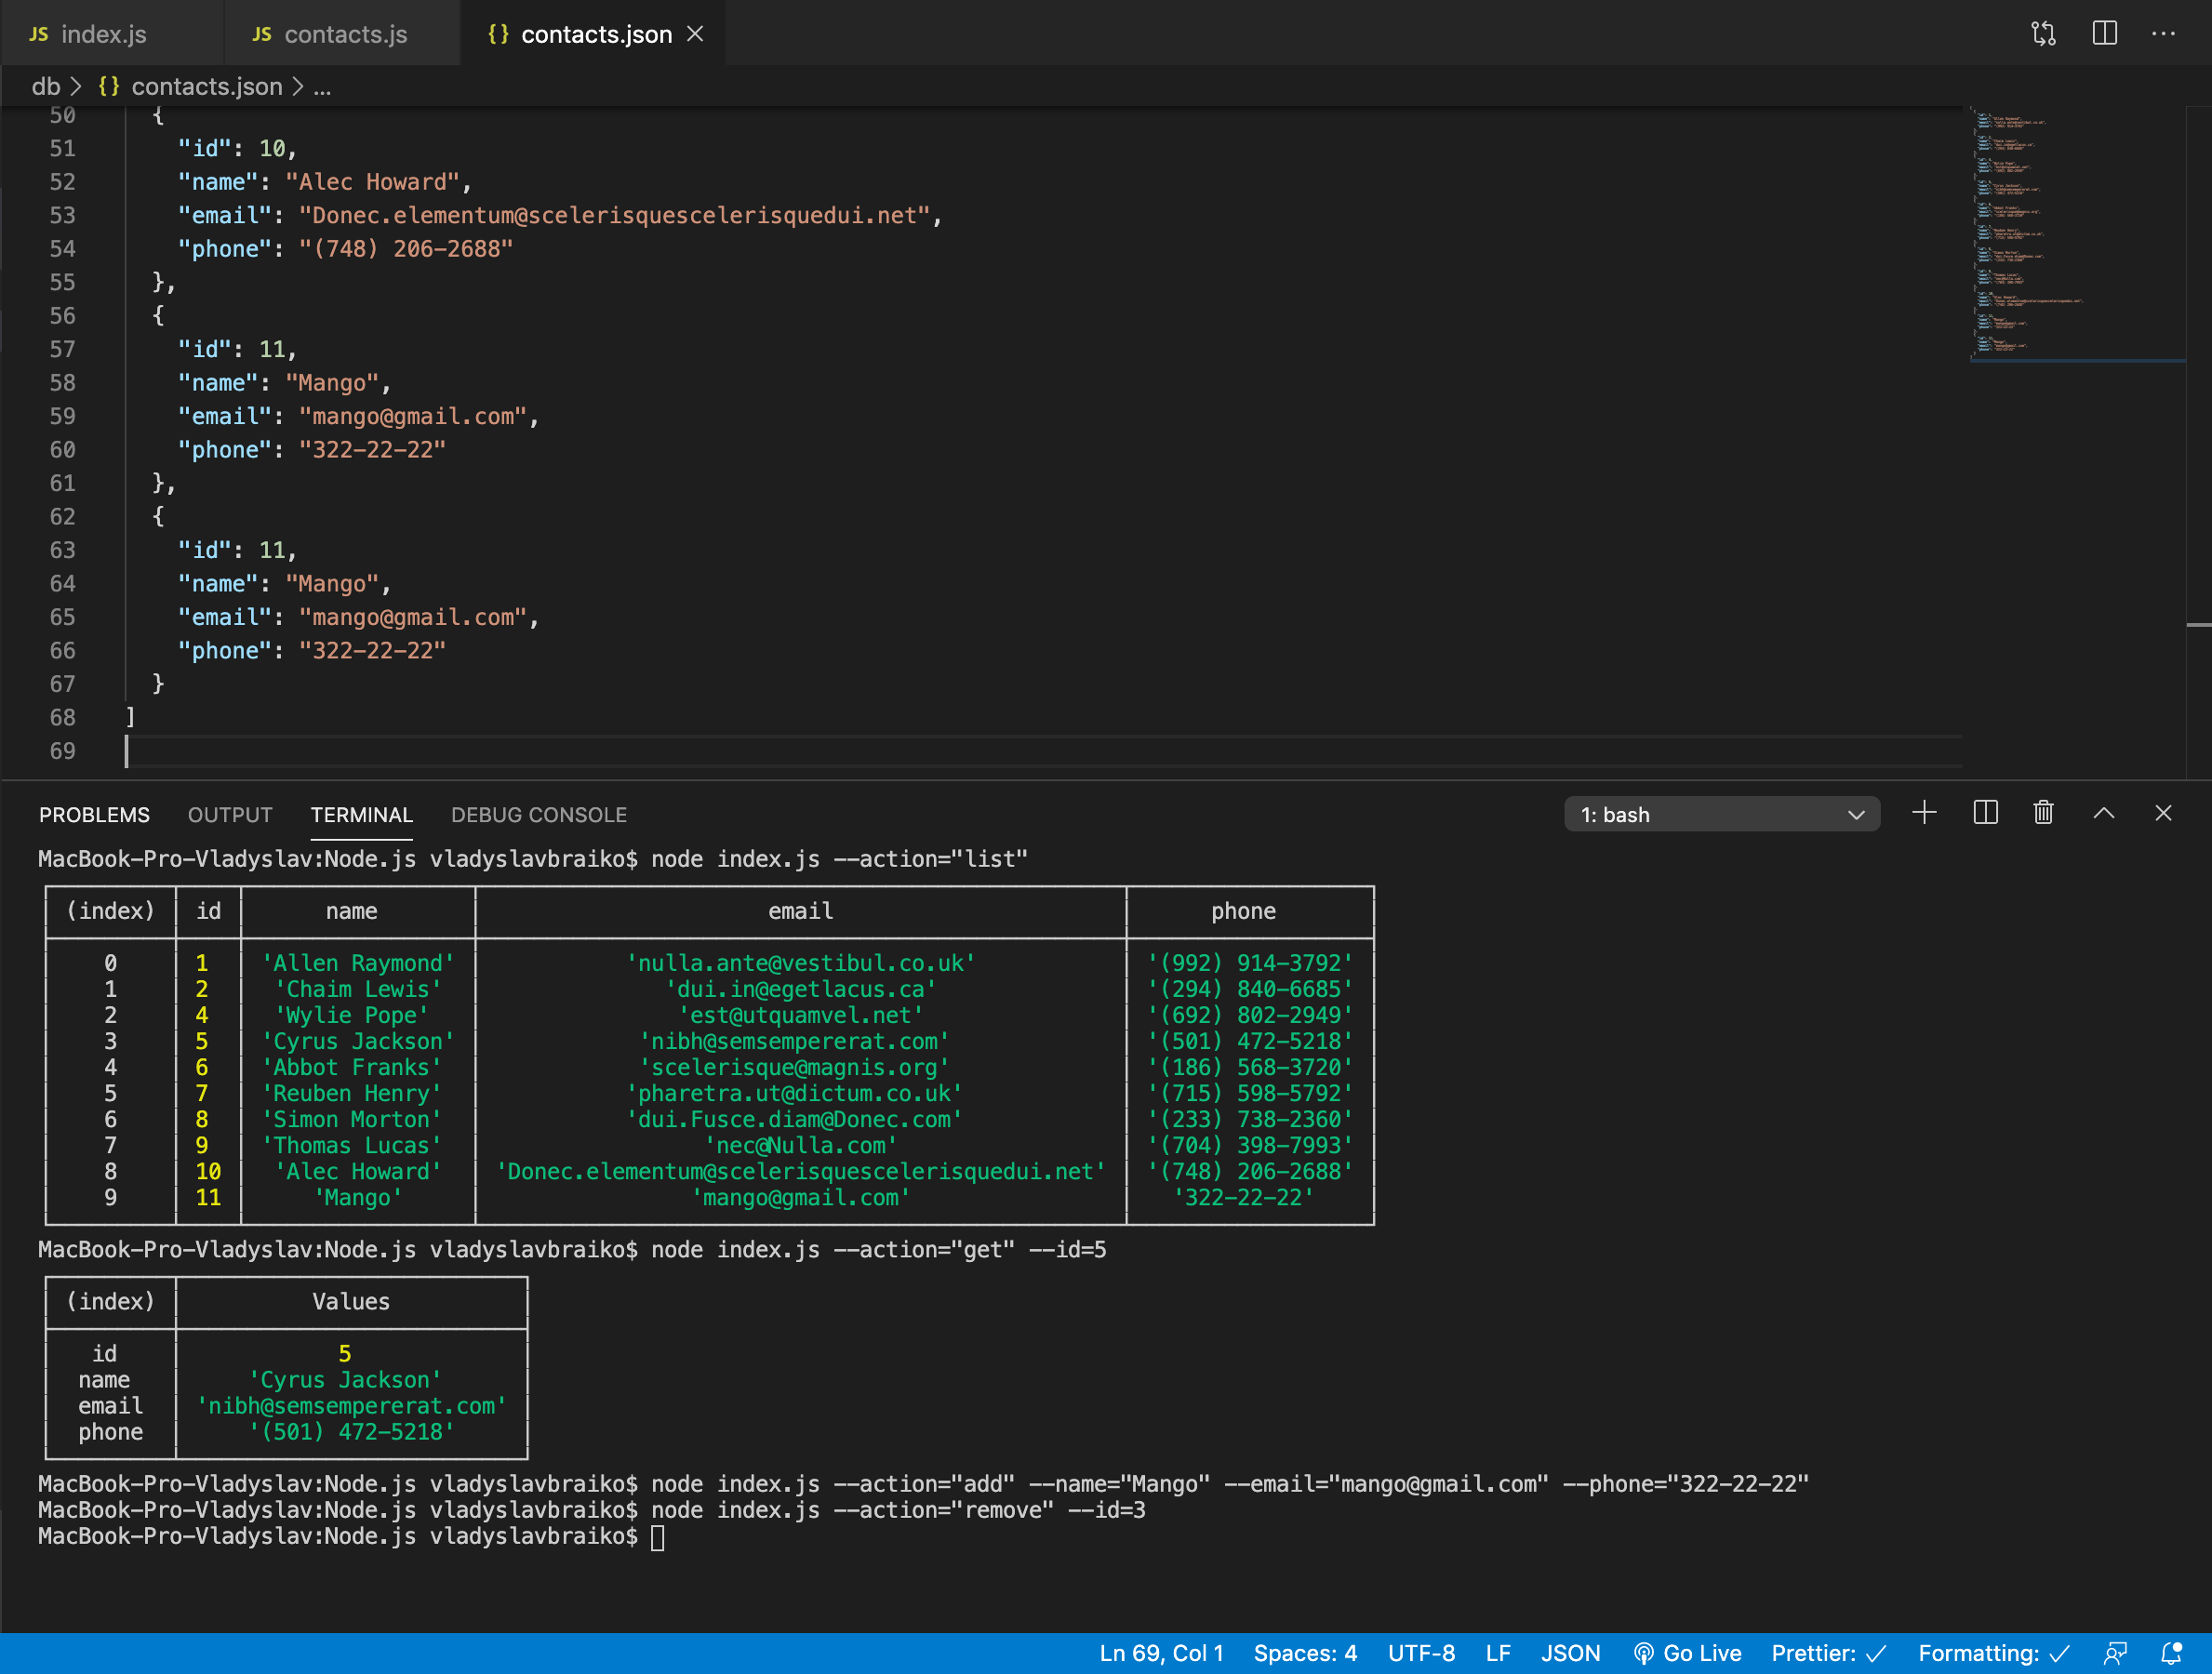 JS index.js JS contacts.js {} contacts.json
db > {} contacts.json > ...
50 {
51 "id": 10,
52 "name": "Alec Howard",
53 "email": "Donec.elementum@scelerisquescelerisquedui.net",
54 "phone": "(748) 206-2688"
55 },
56 {
57 "id": 11,
58 "name": "Mango",
59 "email": "mango@gmail.com",
60 "phone": "322-22-22"
61 },
62 {
63 "id": 11,
64 "name": "Mango",
65 "email": "mango@gmail.com",
66 "phone": "322-22-22"
67 }
68 ]
69
PROBLEMS OUTPUT TERMINAL DEBUG CONSOLE 1: bash
MacBook-Pro-Vladyslav:Node.js vladyslavbraiko$ node index.js --action="list"
(index) id name email phone
0 1 'Allen Raymond' 'nulla.ante@vestibul.co.uk' '(992) 914-3792'
1 2 'Chaim Lewis' 'dui.in@egetlacus.ca' '(294) 840-6685'
2 4 'Wylie Pope' 'est@utquamvel.net' '(692) 802-2949'
3 5 'Cyrus Jackson' 'nibh@semsempererat.com' '(501) 472-5218'
4 6 'Abbot Franks' 'scelerisque@magnis.org' '(186) 568-3720'
5 7 'Reuben Henry' 'pharetra.ut@dictum.co.uk' '(715) 598-5792'
6 8 'Simon Morton' 'dui.Fusce.diam@Donec.com' '(233) 738-2360'
7 9 'Thomas Lucas' 'nec@Nulla.com' '(704) 398-7993'
8 10 'Alec Howard' 'Donec.elementum@scelerisquescelerisquedui.net' '(748) 206-2688'
9 11 'Mango' 'mango@gmail.com' '322-22-22'
MacBook-Pro-Vladyslav:Node.js vladyslavbraiko$ node index.js --action="get" --id=5
(index) Values
id 5
name 'Cyrus Jackson'
email 'nibh@semsempererat.com'
phone '(501) 472-5218'
MacBook-Pro-Vladyslav:Node.js vladyslavbraiko$ node index.js --action="add" --name="Mango" --email="mango@gmail.com" --phone="322-22-22"
MacBook-Pro-Vladyslav:Node.js vladyslavbraiko$ node index.js --action="remove" --id=3
MacBook-Pro-Vladyslav:Node.js vladyslavbraiko$
Ln 69, Col 1 Spaces: 4 UTF-8 LF JSON Go Live Prettier: ✓ Formatting: ✓